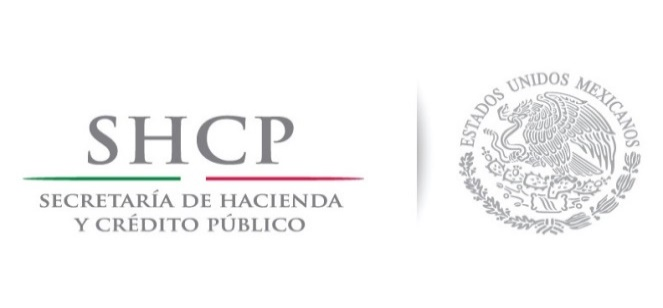 SHCP
SECRETARÍA DE HACIENDA
Y CRÉDITO PÚBLICO
ESTADOS UNIDOS MEXICANOS